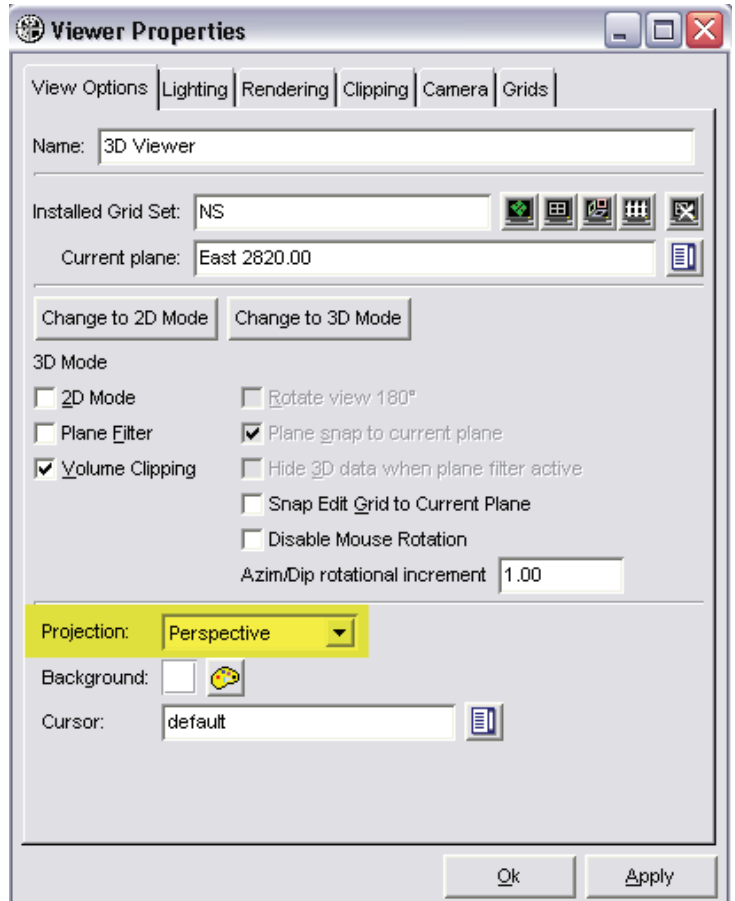 Viewer Properties
View Options Lighting Rendering Clipping Camera Grids
Name: 3D Viewer
Installed Grid Set: NS
Current plane: East 2820.00
Change to 2D Mode Change to 3D Mode
3D Mode
2D Mode Rotate view 180°
Plane Filter Plane snap to current plane
Volume Clipping Hide 3D data when plane filter active
Snap Edit Grid to Current Plane
Disable Mouse Rotation
Azim/Dip rotational increment 1.00
Projection: Perspective
Background:
Cursor: default
Ok Apply